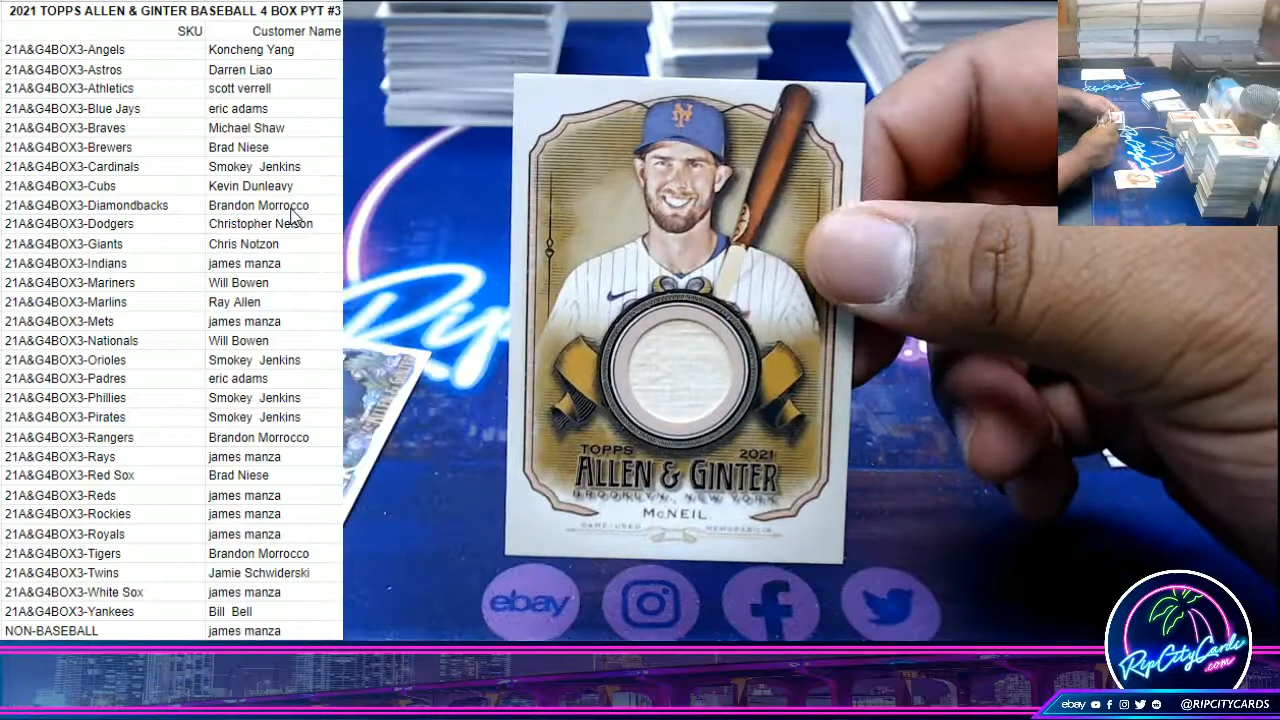 2021 TOPPS ALLEN & GINTER BASEBALL 4 BOX PYT #3
SKU Customer Name
21A&G4BOX3-Angels Koncheng Yang
21A&G4BOX3-Astros Darren Liao
21A&G4BOX3-Athletics scott verrell
21A&G4BOX3-Blue Jays eric adams
21A&G4BOX3-Braves Michael Shaw
21A&G4BOX3-Brewers Brad Niese
21A&G4BOX3-Cardinals Smokey Jenkins
21A&G4BOX3-Cubs Kevin Dunleavy
21A&G4BOX3-Diamondbacks Brandon Morrocco
21A&G4BOX3-Dodgers Christopher Nelson
21A&G4BOX3-Giants Chris Notzon
21A&G4BOX3-Indians james manza
21A&G4BOX3-Mariners Will Bowen
21A&G4BOX3-Marlins Ray Allen
21A&G4BOX3-Mets james manza
21A&G4BOX3-Nationals Will Bowen
21A&G4BOX3-Orioles Smokey Jenkins
21A&G4BOX3-Padres eric adams
21A&G4BOX3-Phillies Smokey Jenkins
21A&G4BOX3-Pirates Smokey Jenkins
21A&G4BOX3-Rangers Brandon Morrocco
21A&G4BOX3-Rays james manza
21A&G4BOX3-Red Sox Brad Niese
21A&G4BOX3-Reds james manza
21A&G4BOX3-Rockies james manza
21A&G4BOX3-Royals james manza
21A&G4BOX3-Tigers Brandon Morrocco
21A&G4BOX3-Twins Jamie Schwiderski
21A&G4BOX3-White Sox james manza
21A&G4BOX3-Yankees Bill Bell
NON-BASEBALL james manza
NY
TOPPS 2021
ALLEN & GINTER
BROOKLYN, NEW YORK
McNEIL
GAME-USED MEMORABILIA
Rip
ebay
RipCityCards
.com
ebay @RIPCITYCARDS